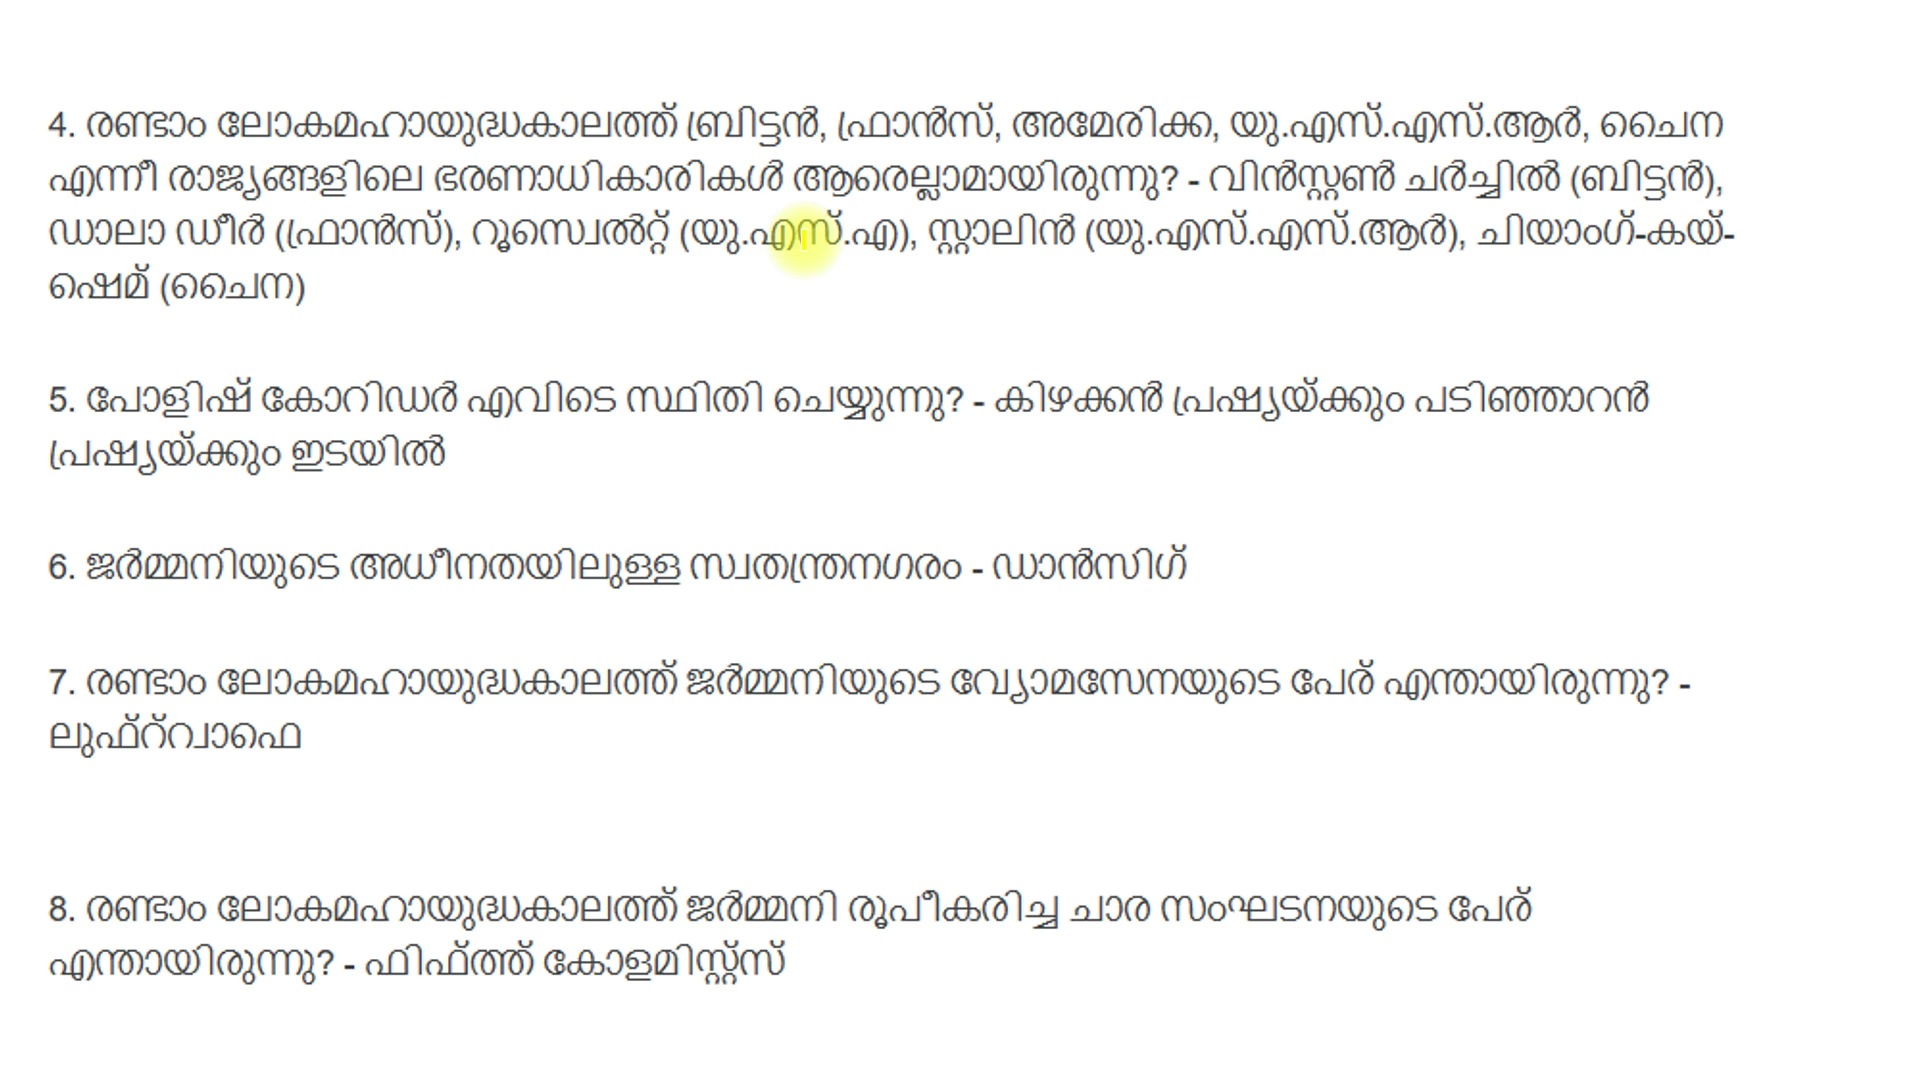 4. രണ്ടാം ലോകമഹായുദ്ധകാലത്ത് ബ്രിട്ടൻ, ഫ്രാൻസ്, അമേരിക്ക, യു.എസ്.എസ്.ആർ, ചൈന
എന്നീ രാജ്യങ്ങളിലെ ഭരണാധികാരികൾ ആരെല്ലാമായിരുന്നു? - വിൻസ്റ്റൺ ചർച്ചിൽ (ബിട്ടൻ),
ഡാലാ ഡീർ (ഫ്രാൻസ്), റൂസ്വെൽറ്റ് (യു.എസ്.എ), സ്റ്റാലിൻ (യു.എസ്.എസ്.ആർ), ചിയാംഗ്-കയ്-
ഷെമ് (ചൈന)
5. പോളിഷ് കോറിഡർ എവിടെ സ്ഥിതി ചെയ്യുന്നു? - കിഴക്കൻ പ്രഷ്യയ്ക്കും പടിഞ്ഞാറൻ
പ്രഷ്യയ്ക്കും ഇടയിൽ
6. ജർമ്മനിയുടെ അധീനതയിലുള്ള സ്വതന്ത്രനഗരം - ഡാൻസിഗ്
7. രണ്ടാം ലോകമഹായുദ്ധകാലത്ത് ജർമ്മനിയുടെ വ്യോമസേനയുടെ പേര് എന്തായിരുന്നു? -
ലുഫ്റ്വാഫെ
8. രണ്ടാം ലോകമഹായുദ്ധകാലത്ത് ജർമ്മനി രൂപീകരിച്ച ചാര സംഘടനയുടെ പേര്
എന്തായിരുന്നു? - ഫിഫ്ത്ത് കോളമിസ്റ്റ്സ്